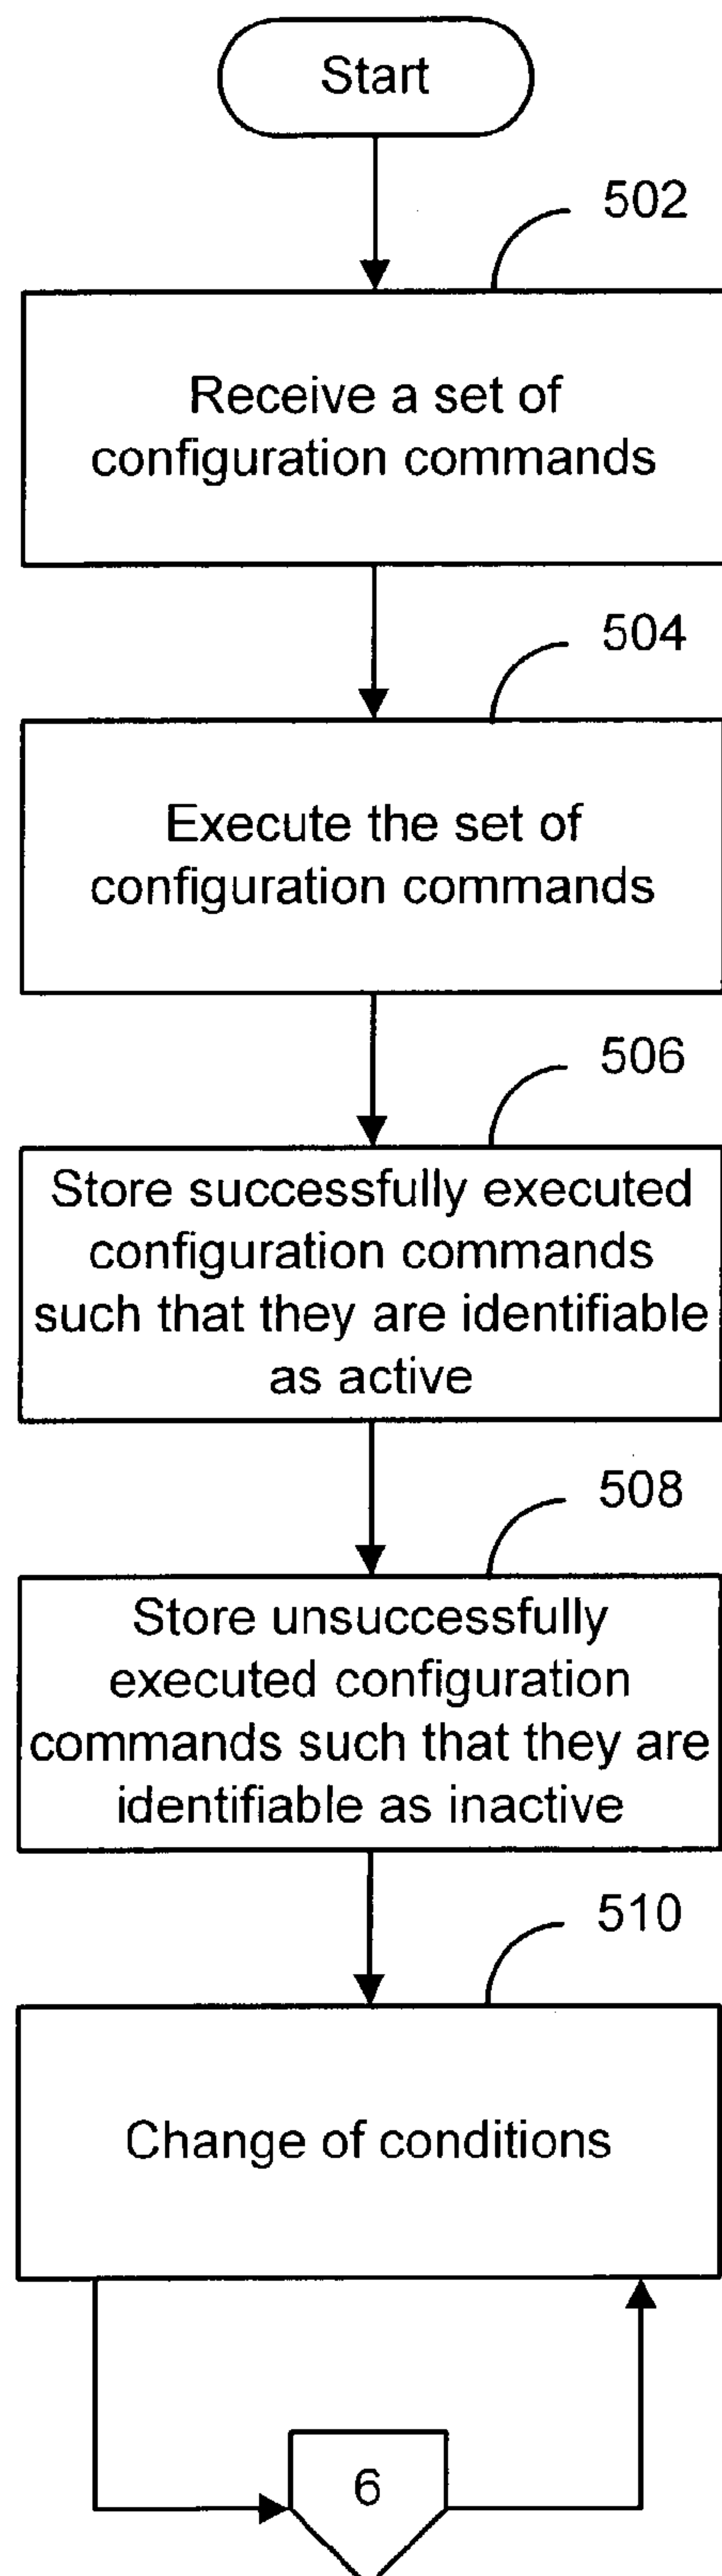 Start
502
Receive a set of
configuration commands
504
Execute the set of
configuration commands
506
Store successfully executed
configuration commands
such that they are identifiable
as active
508
Store unsuccessfully
executed configuration
commands such that they are
identifiable as inactive
510
Change of conditions
6